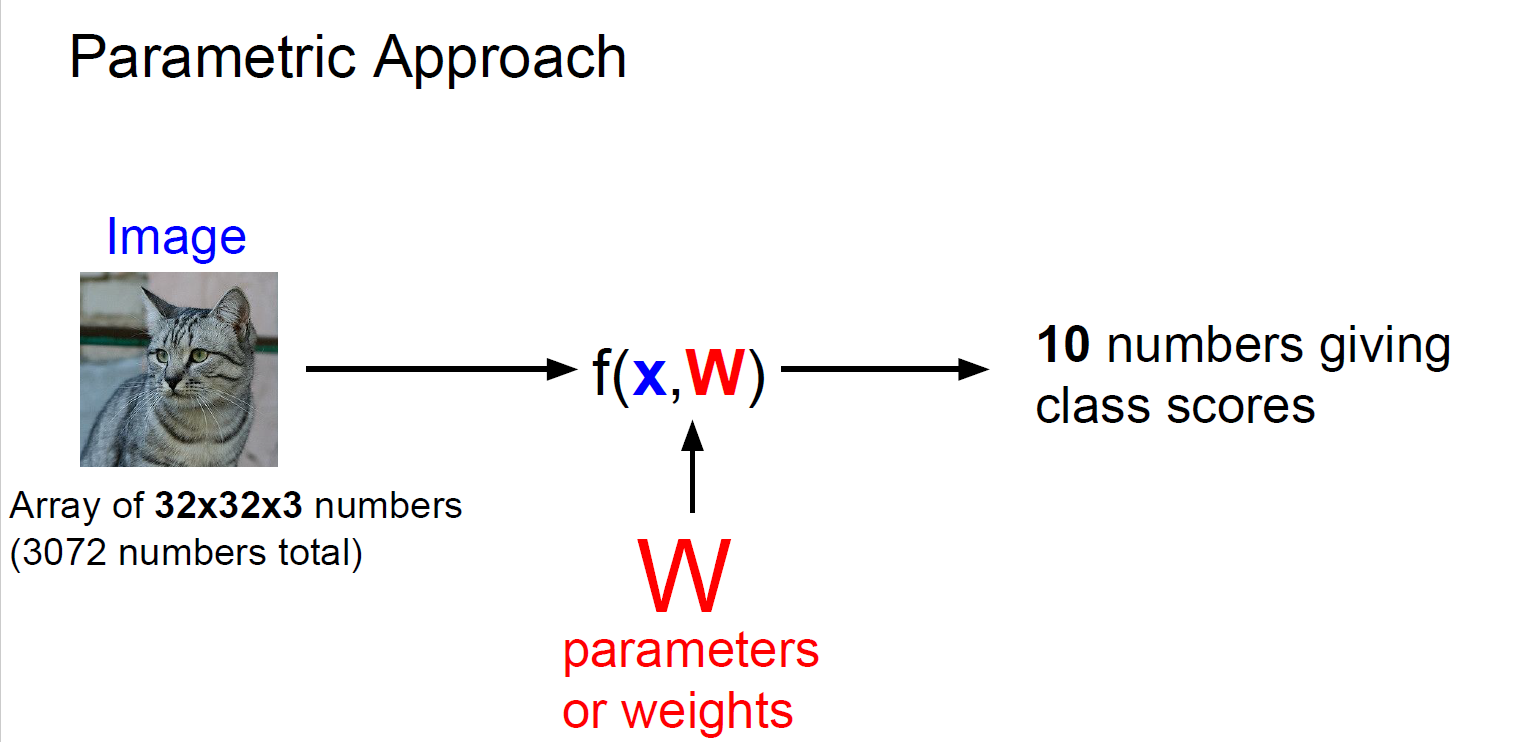 Parametric Approach
Image
f(x,W)
10 numbers giving
class scores
Array of 32x32x3 numbers
(3072 numbers total)
W
parameters
or weights